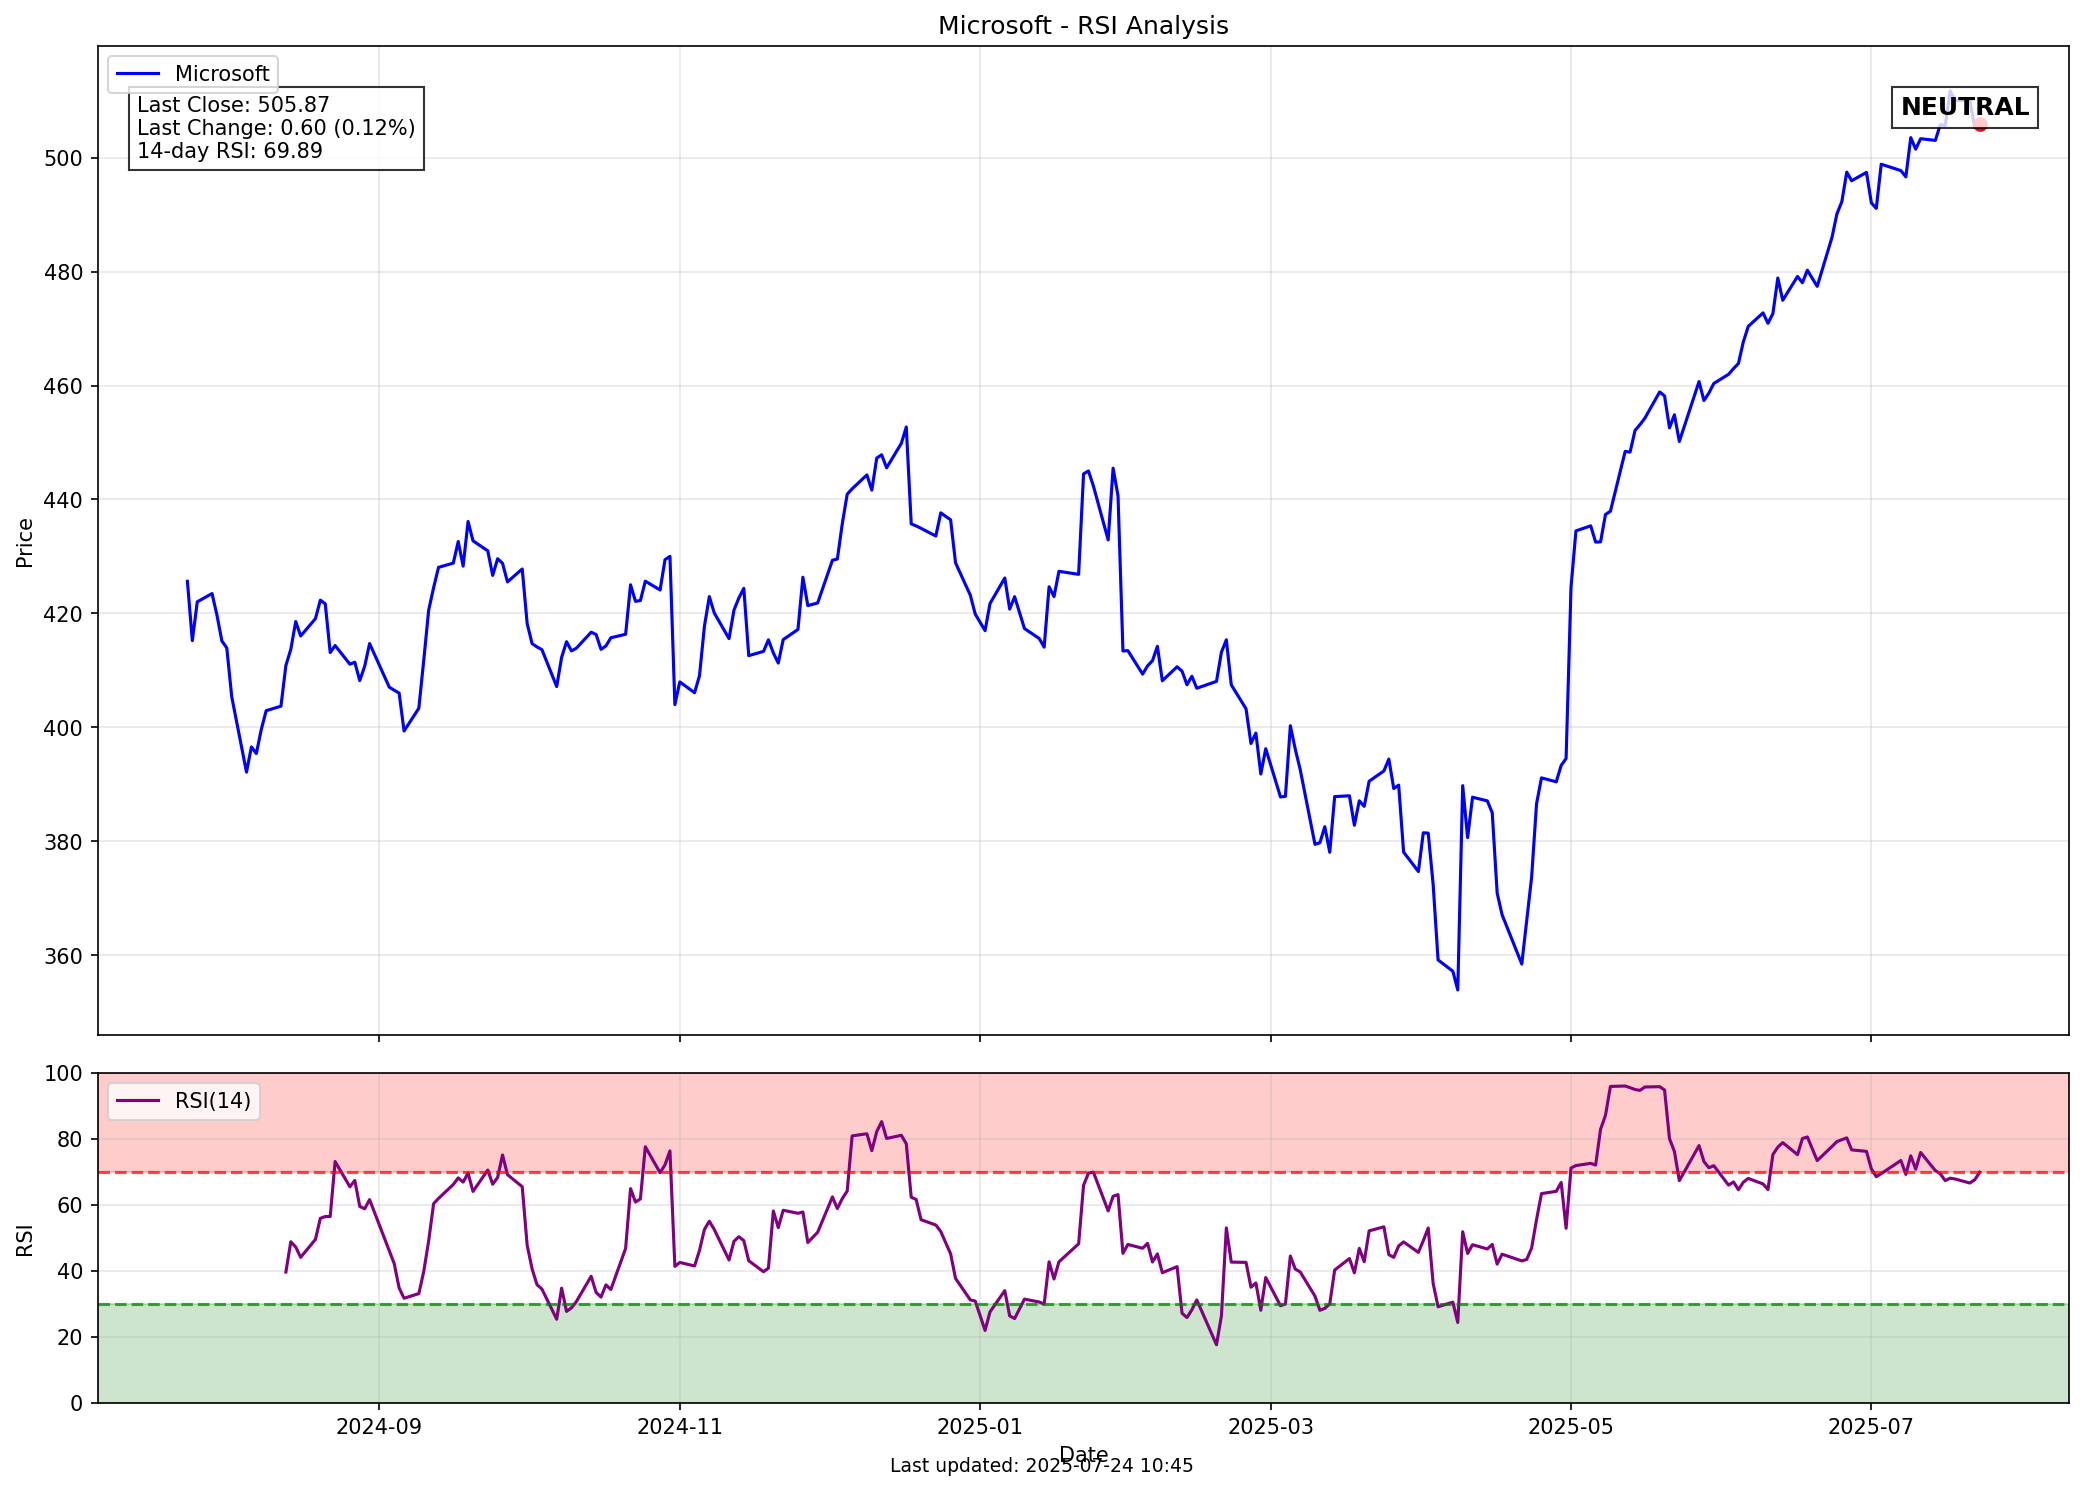 Microsoft - RSI Analysis
Microsoft
Last Close: 505.87
Last Change: 0.60 (0.12%)
14-day RSI: 69.89
NEUTRAL
Price
500
480
460
440
420
400
380
360
RSI(14)
RSI
100
80
60
40
20
0
2024-09
2024-11
2025-01
2025-03
2025-05
2025-07
Date
Last updated: 2025-07-24 10:45